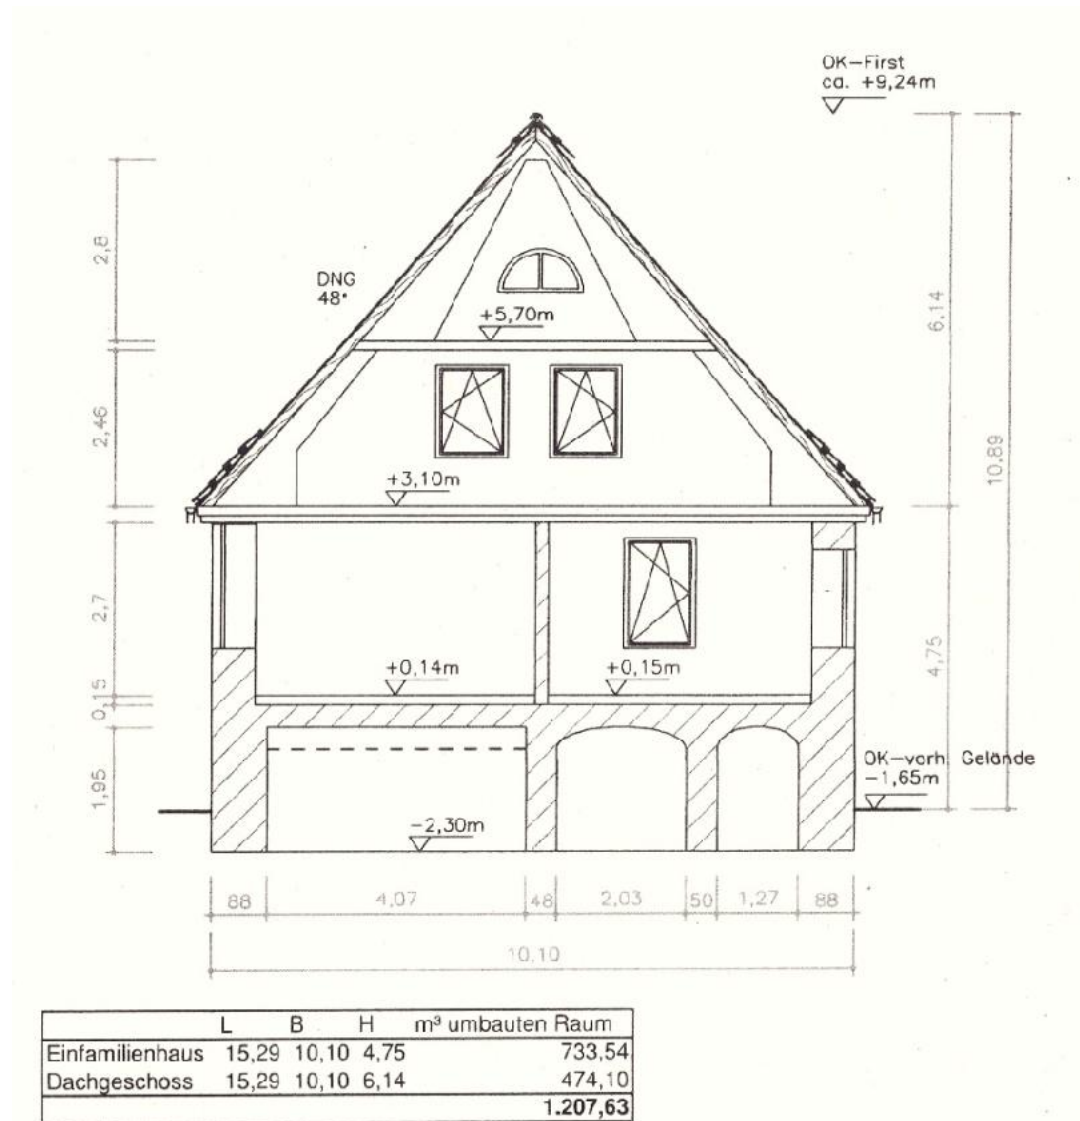 OK-First
ca. +9,24m
2,8
DNG
48°
+5,70m
6,14
2,46
10,89
+3,10m
2,7
+0,14m
+0,15m
4,75
0,15
OK-vorh. Gelände
-1,65m
1,95
-2,30m
88
4,07
48
2,03
50
1,27
88
10,10
L B H m³ umbauten Raum
Einfamilienhaus 15,29 10,10 4,75 733,54
Dachgeschoss 15,29 10,10 6,14 474,10
1.207,63